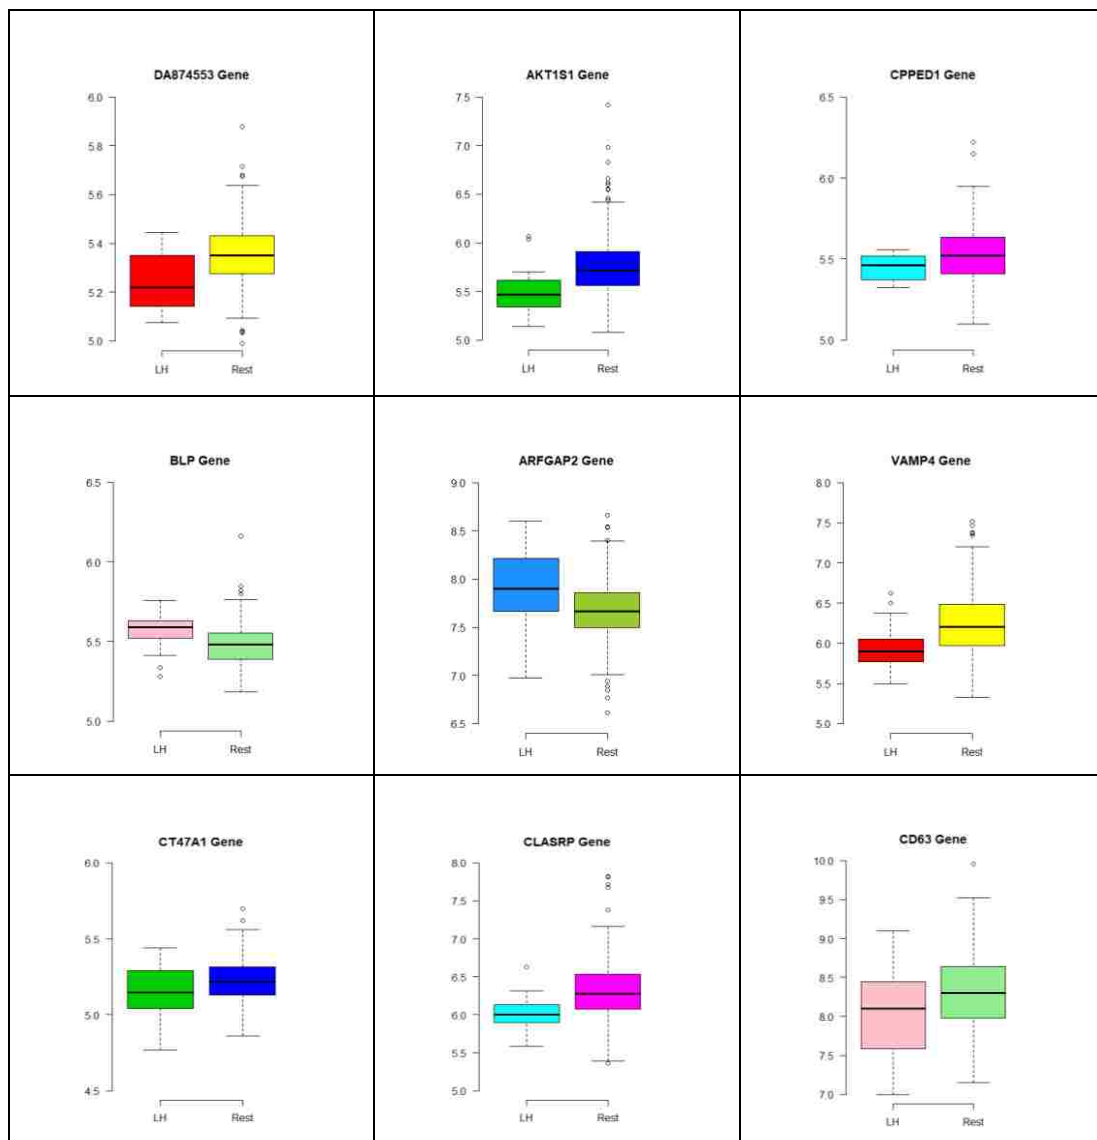 DA874553 Gene
6.0
5.8
5.6
5.4
5.2
5.0
LH Rest
AKT1S1 Gene
7.5
7.0
6.5
6.0
5.5
5.0
LH Rest
CPPED1 Gene
6.5
6.0
5.5
5.0
LH Rest
BLP Gene
6.5
6.0
5.5
5.0
LH Rest
ARFGAP2 Gene
9.0
8.5
8.0
7.5
7.0
6.5
LH Rest
VAMP4 Gene
8.0
7.5
7.0
6.5
6.0
5.5
5.0
LH Rest
CT47A1 Gene
6.0
5.5
5.0
4.5
LH Rest
CLASRP Gene
8.0
7.5
7.0
6.5
6.0
5.5
5.0
LH Rest
CD63 Gene
10.0
9.5
9.0
8.5
8.0
7.5
7.0
LH Rest